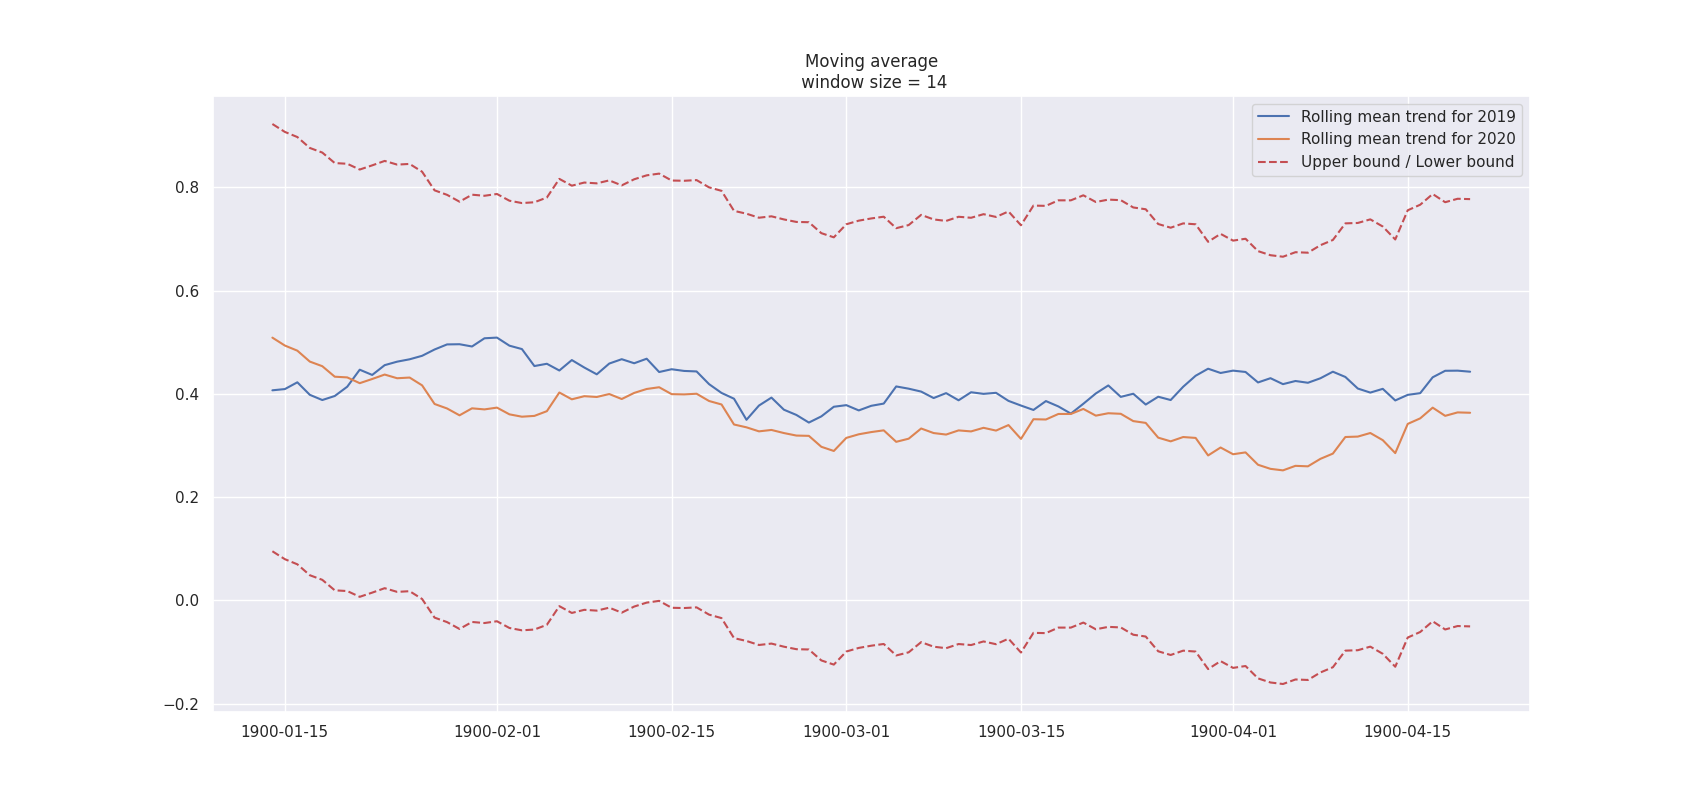 Moving average
window size = 14
Rolling mean trend for 2019
Rolling mean trend for 2020
Upper bound / Lower bound
0.8
0.6
0.4
0.2
0.0
−0.2
1900-01-15 1900-02-01 1900-02-15 1900-03-01 1900-03-15 1900-04-01 1900-04-15